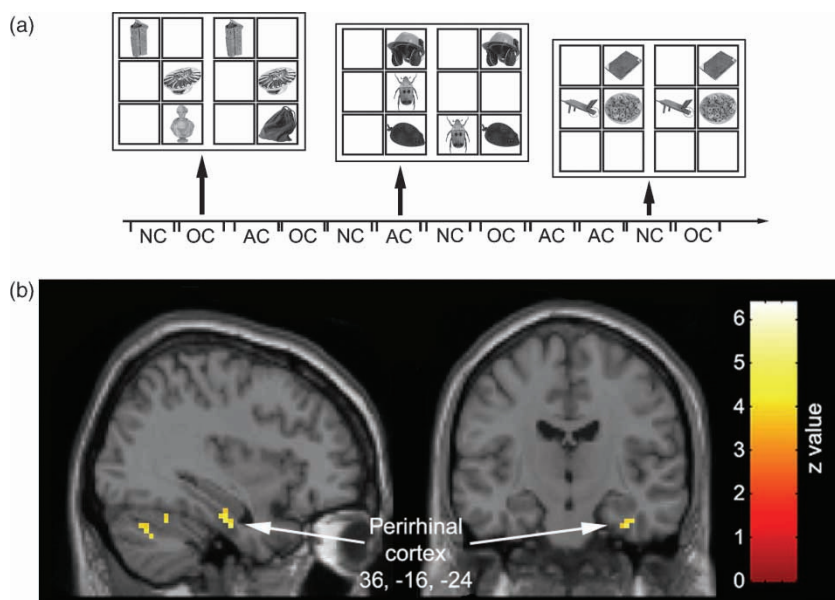 (a)
NC OC AC OC NC AC NC OC AC AC NC OC
(b)
Perirhinal
cortex
36, -16, -24
6
5
4
3
2
1
0
z value